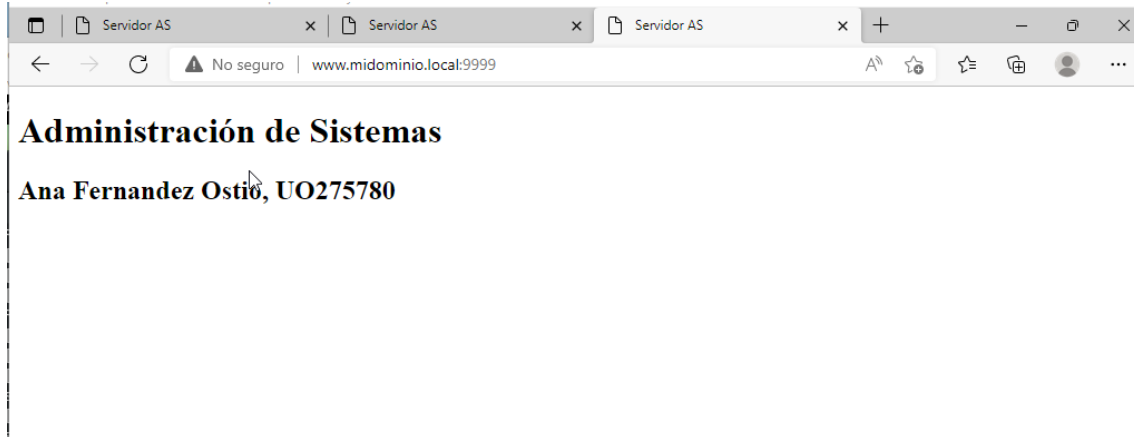 Servidor AS
Servidor AS
Servidor AS
No seguro
www.midominio.local:9999
Administración de Sistemas
Ana Fernandez Ostio, UO275780